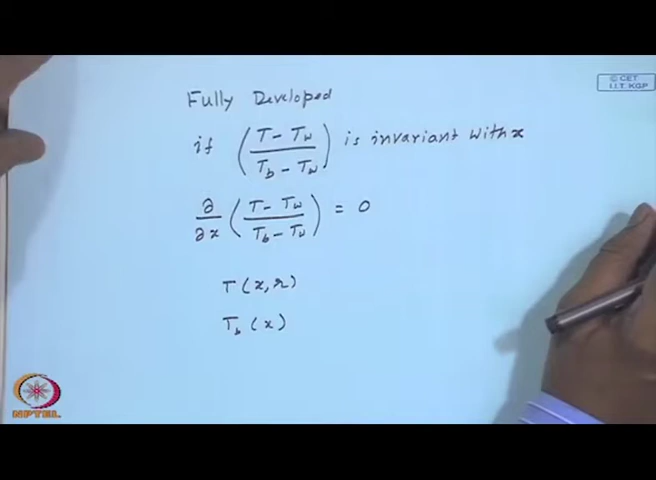 © CET
I.I.T. KGP
Fully Developed
if ( T - Tw / Tb - Tw ) is invariant with x
∂/∂x ( T - Tw / Tb - Tw ) = 0
T (x, r)
Tb (x)
NPTEL